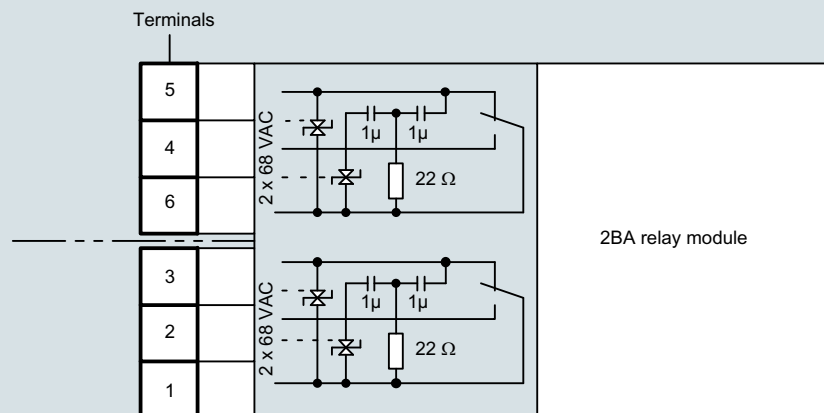 Terminals
5
4
6
2 x 68 VAC
1µ
1µ
22 Ω
3
2
1
2 x 68 VAC
1µ
1µ
22 Ω
2BA relay module